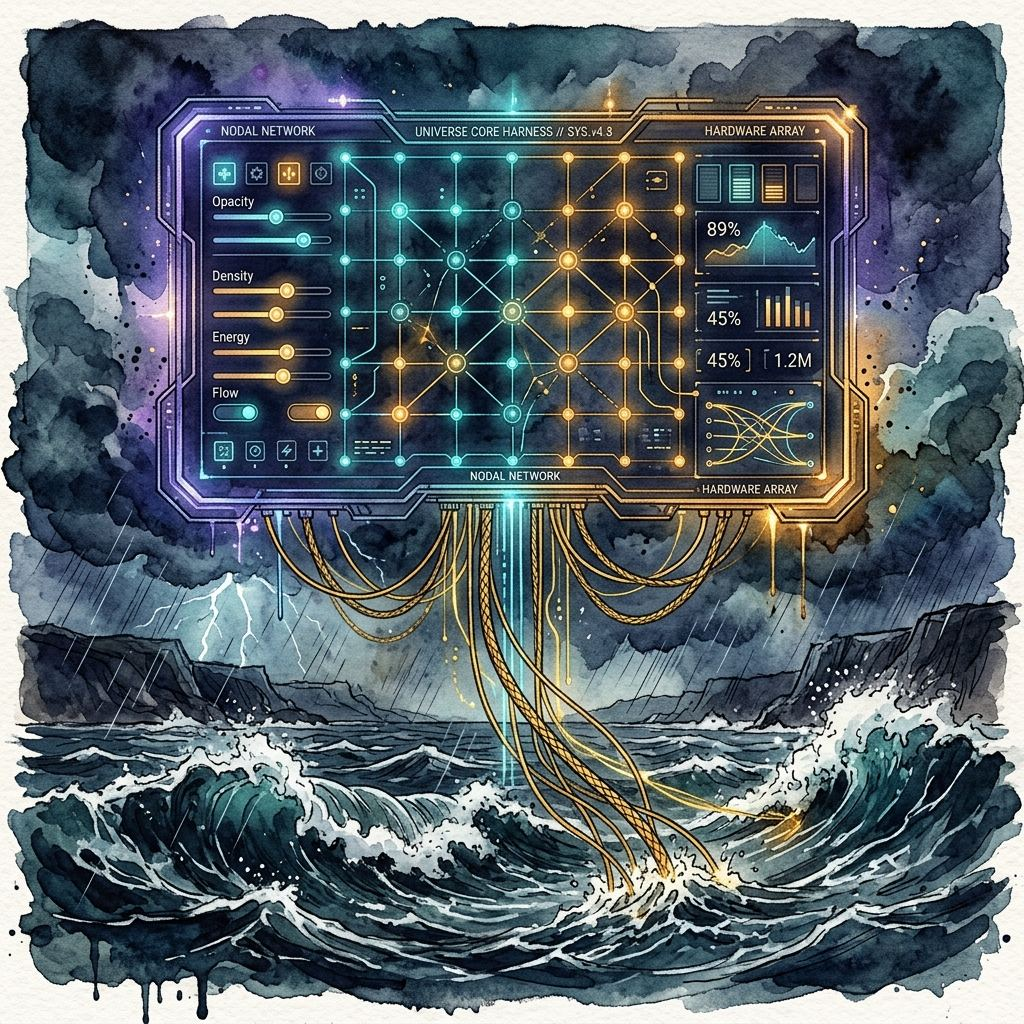 NODAL NETWORK
UNIVERSE CORE HARNESS // SYS.v4.3
HARDWARE ARRAY
Opacity
Density
Energy
Flow
89%
45%
[45%] [1.2M
NODAL NETWORK
HARDWARE ARRAY